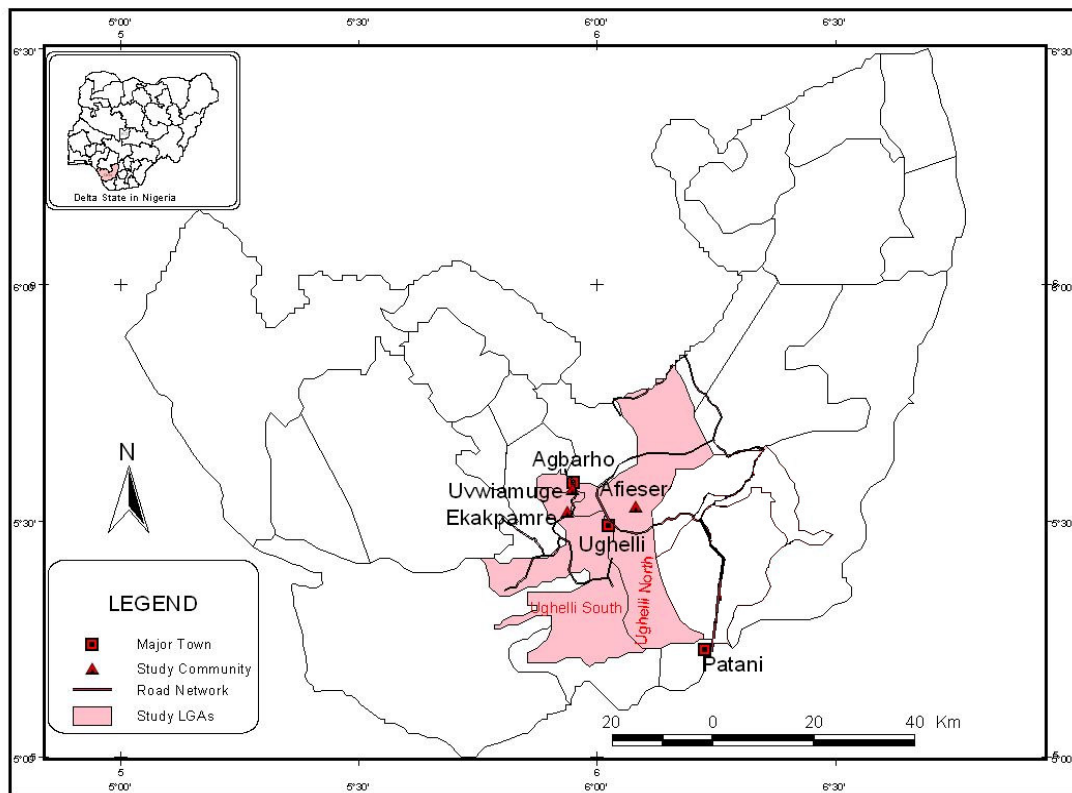 5°00' 5°30' 6°00' 6°30'
5 6
6°30' 6°30'
Delta State in Nigeria
6°00' 6
N
Agbarho
Uvwiamuge Afieser
Ekakpamre
5°30' 5°30'
Ughelli
Ughelli North
Ughelli South
LEGEND
Major Town
Study Community
Road Network
Study LGAs
Patani
20 0 20 40 Km
5°00' 5°00'
5 6
5°00' 5°30' 6°00' 6°30'